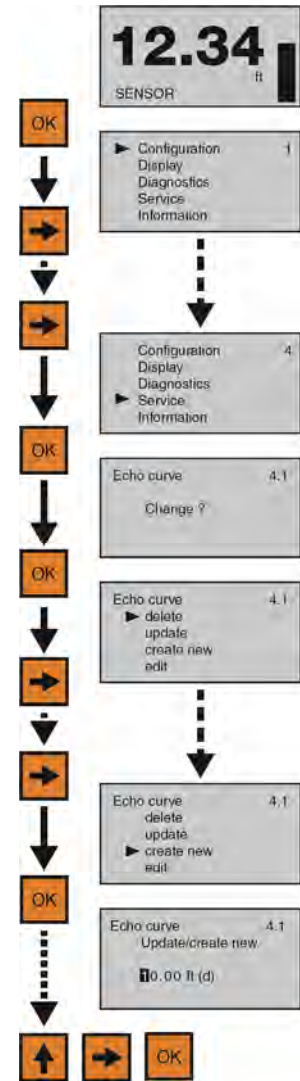 12.34
ft
SENSOR
OK
Configuration 1
Display
Diagnostics
Service
Information
Configuration 4
Display
Diagnostics
Service
Information
OK
Echo curve 4.1
Change ?
OK
Echo curve 4.1
delete
update
create new
edit
Echo curve 4.1
delete
update
create new
edit
OK
Echo curve 4.1
Update/create new
10.00 ft (d)
OK